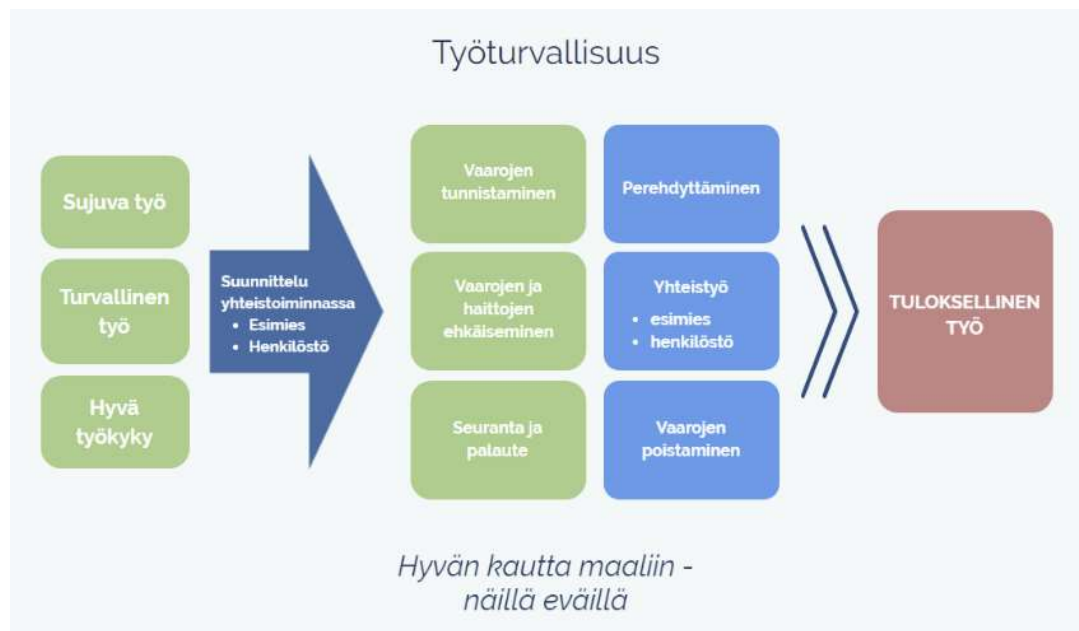 Työturvallisuus
Sujuva työ
Turvallinen
työ
Hyvä
työkyky
Suunnittelu
yhteistoiminnassa
• Esimies
• Henkilöstö
Vaarojen
tunnistaminen
Perehdyttäminen
Vaarojen ja
haittojen
ehkäiseminen
Yhteistyö
• esimies
• henkilöstö
Seuranta ja
palaute
Vaarojen
poistaminen
TULOKSELLINEN
TYÖ
Hyvän kautta maaliin -
näillä eväillä